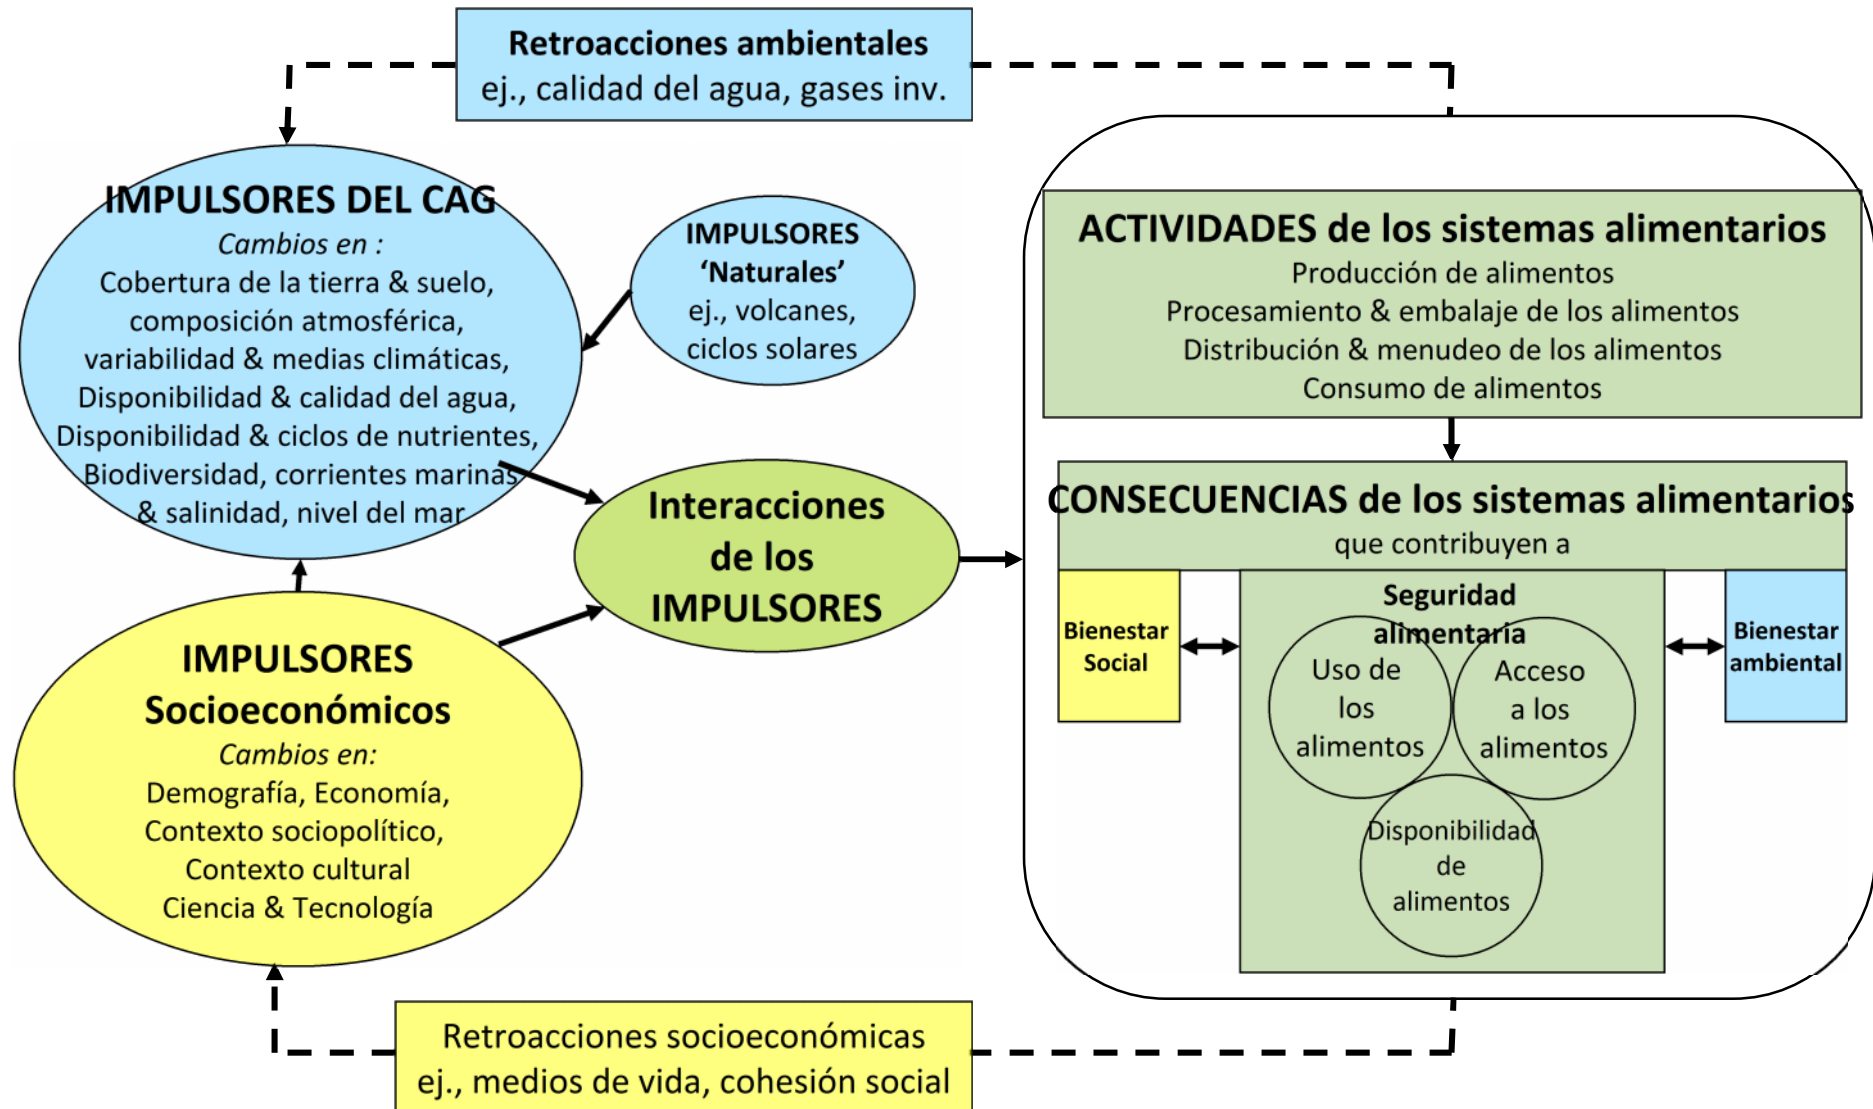 Retroacciones ambientales
ej., calidad del agua, gases inv.
IMPULSORES DEL CAG
Cambios en :
Cobertura de la tierra & suelo,
composición atmosférica,
variabilidad & medias climáticas,
Disponibilidad & calidad del agua,
Disponibilidad & ciclos de nutrientes,
Biodiversidad, corrientes marinas
& salinidad, nivel del mar
IMPULSORES
‘Naturales’
ej., volcanes,
ciclos solares
Interacciones
de los
IMPULSORES
IMPULSORES
Socioeconómicos
Cambios en:
Demografía, Economía,
Contexto sociopolítico,
Contexto cultural
Ciencia & Tecnología
ACTIVIDADES de los sistemas alimentarios
Producción de alimentos
Procesamiento & embalaje de los alimentos
Distribución & menudeo de los alimentos
Consumo de alimentos
CONSECUENCIAS de los sistemas alimentarios
que contribuyen a
Bienestar
Social
Seguridad
alimentaria
Uso de
los
alimentos
Acceso
a los
alimentos
Disponibilidad
de
alimentos
Bienestar
ambiental
Retroacciones socioeconómicas
ej., medios de vida, cohesión social